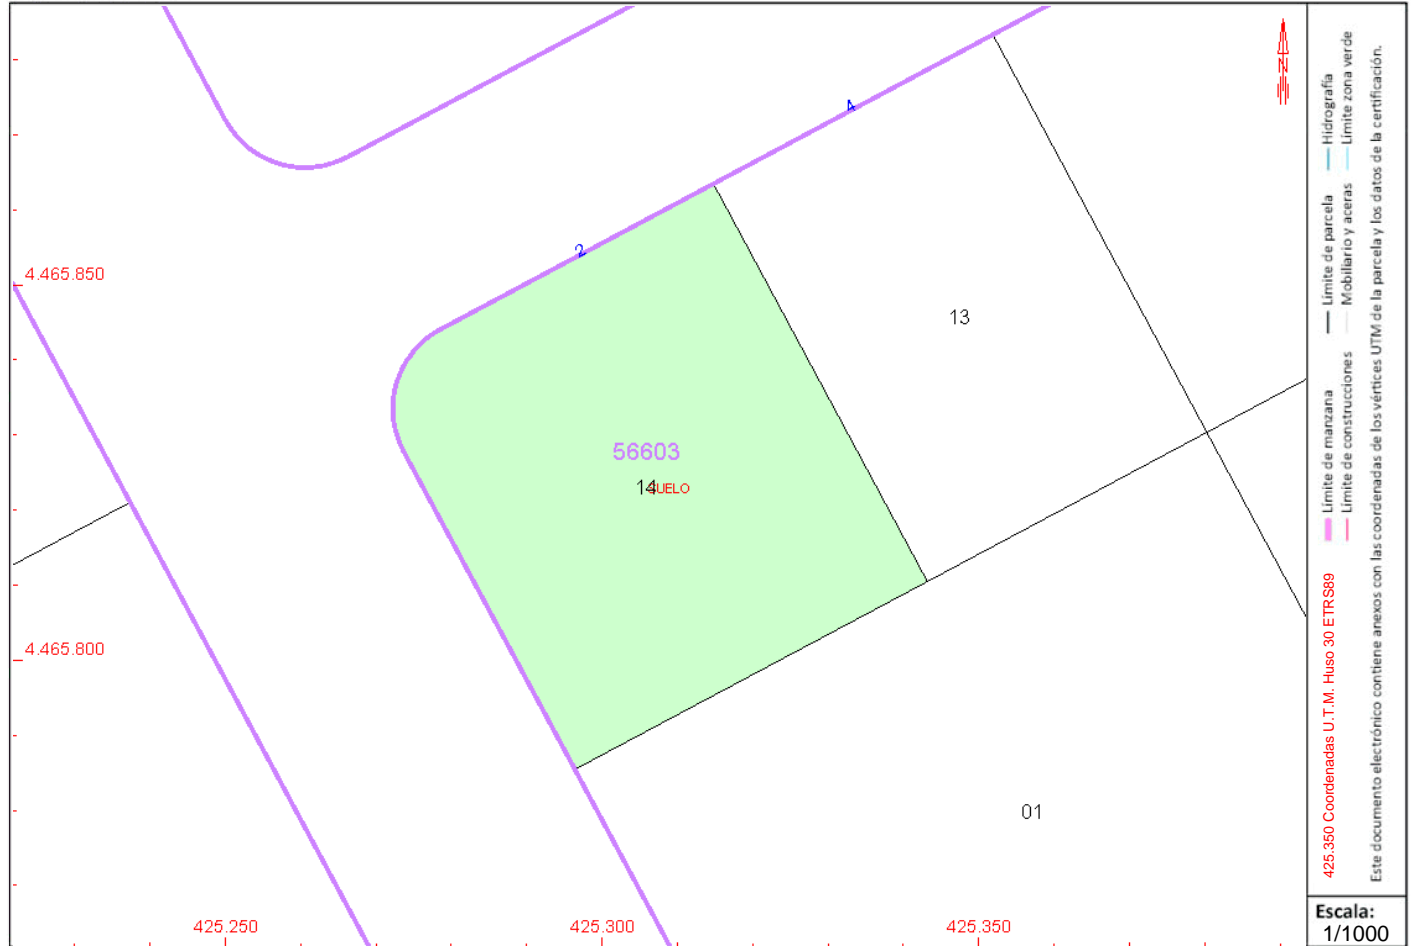 4
2
N
4.465.850
13
56603
14
SUELO
4.465.800
01
425.250
425.300
425.350
425.350 Coordenadas U.T.M. Huso 30 ETRS89
Límite de manzana
Límite de parcela
Hidrografía
Límite de construcciones
Mobiliario y aceras
Límite zona verde
Este documento electrónico contiene anexos con las coordenadas de los vértices UTM de la parcela y los datos de la certificación.
Escala:
1/1000